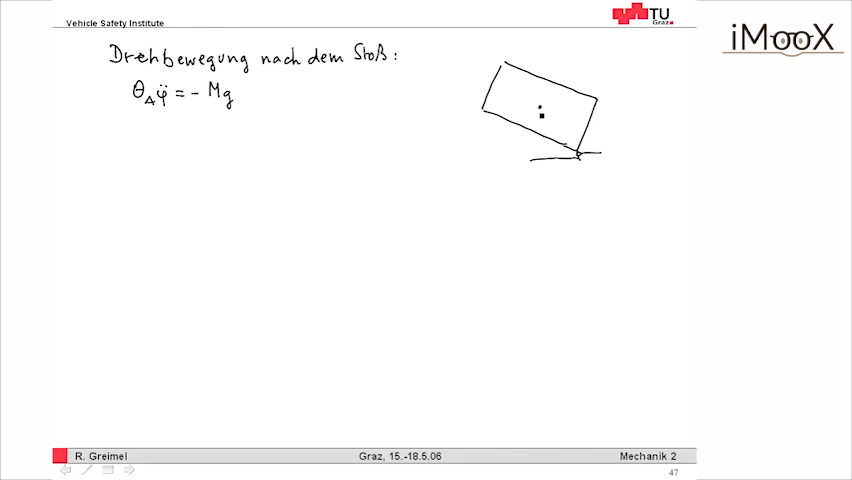 Vehicle Safety Institute
TU
Graz
iMooX
Drehbewegung nach dem Stoß:
Θ_A φ̈ = - Mg
R. Greimel
Graz, 15.-18.5.06
Mechanik 2
47